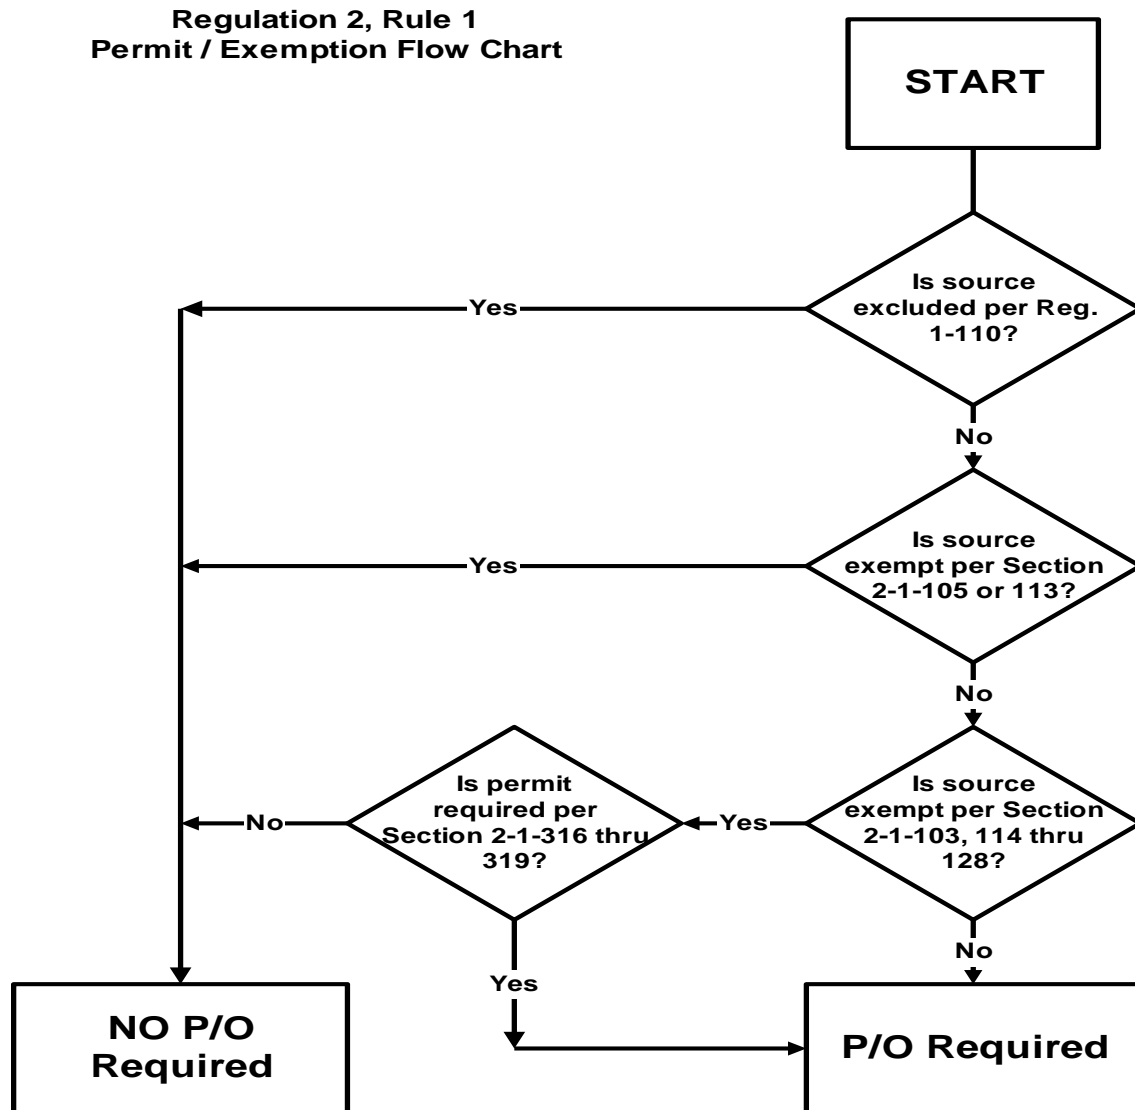 Regulation 2, Rule 1
Permit / Exemption Flow Chart
START
Is source
excluded per Reg.
1-110?
Yes
No
Is source
exempt per Section
2-1-105 or 113?
Yes
No
Is source
exempt per Section
2-1-103, 114 thru
128?
Yes
Is permit
required per
Section 2-1-316 thru
319?
No
Yes
No
NO P/O
Required
P/O Required